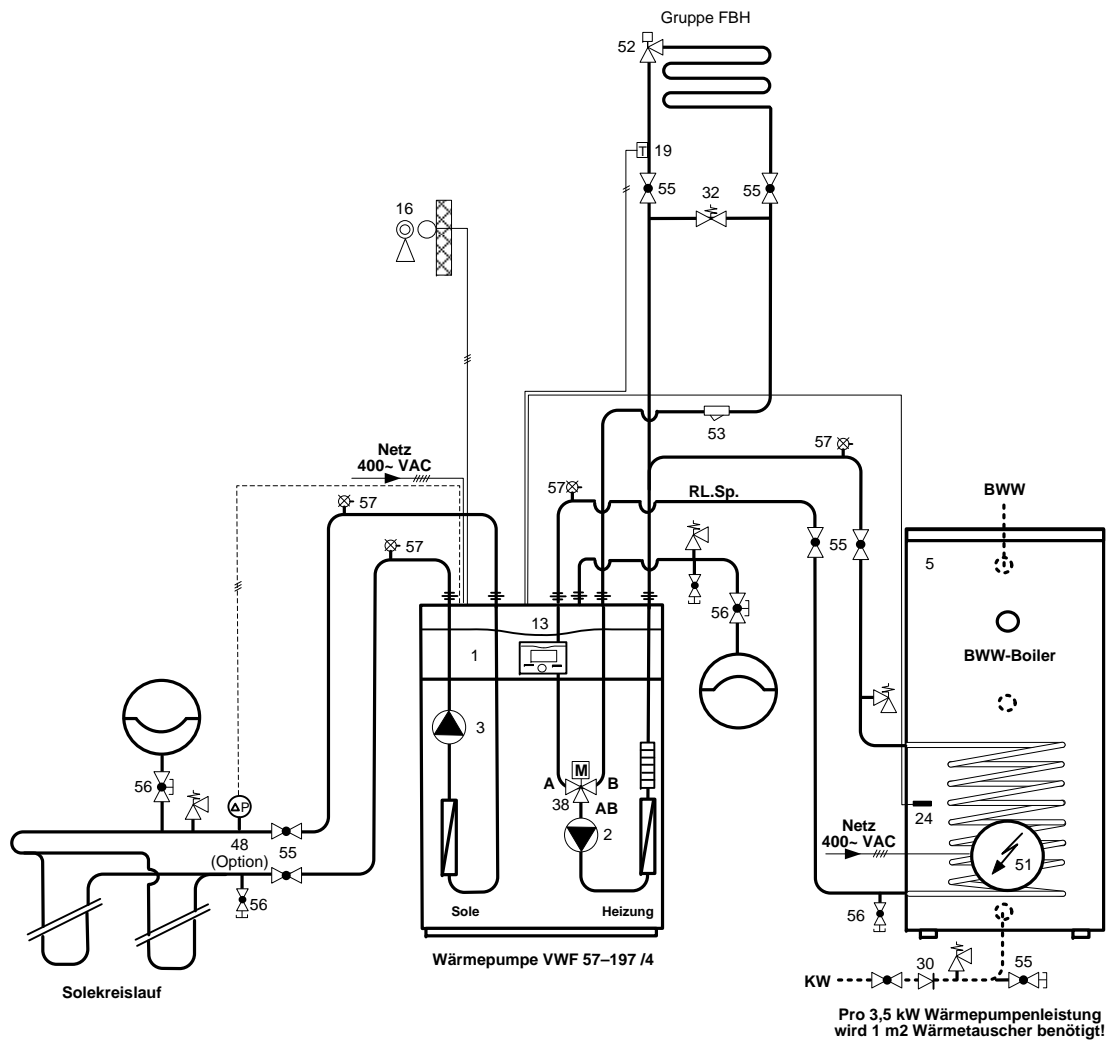 Gruppe FBH
52
T 19
55
32
55
16
53
57
Netz
400~ VAC
57
57
RL.Sp.
57
BWW
55
5
56
13
1
BWW-Boiler
3
M
A
B
38
AB
2
56
ΔP
48
(Option)
55
56
24
Netz
400~ VAC
51
56
Sole
Heizung
Wärmepumpe VWF 57–197 /4
Solekreislauf
KW
30
55
Pro 3,5 kW Wärmepumpenleistung
wird 1 m2 Wärmetauscher benötigt!